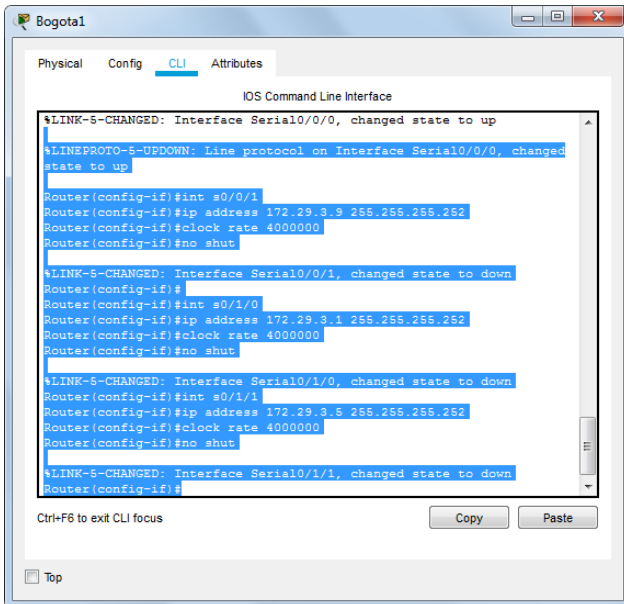 Bogota1
Physical Config CLI Attributes
IOS Command Line Interface
%LINK-5-CHANGED: Interface Serial0/0/0, changed state to up
%LINEPROTO-5-UPDOWN: Line protocol on Interface Serial0/0/0, changed
state to up
Router(config-if)#int s0/0/1
Router(config-if)#ip address 172.29.3.9 255.255.255.252
Router(config-if)#clock rate 4000000
Router(config-if)#no shut
%LINK-5-CHANGED: Interface Serial0/0/1, changed state to down
Router(config-if)#
Router(config-if)#int s0/1/0
Router(config-if)#ip address 172.29.3.1 255.255.255.252
Router(config-if)#clock rate 4000000
Router(config-if)#no shut
%LINK-5-CHANGED: Interface Serial0/1/0, changed state to down
Router(config-if)#int s0/1/1
Router(config-if)#ip address 172.29.3.5 255.255.255.252
Router(config-if)#clock rate 4000000
Router(config-if)#no shut
%LINK-5-CHANGED: Interface Serial0/1/1, changed state to down
Router(config-if)#
Ctrl+F6 to exit CLI focus
Copy Paste
Top